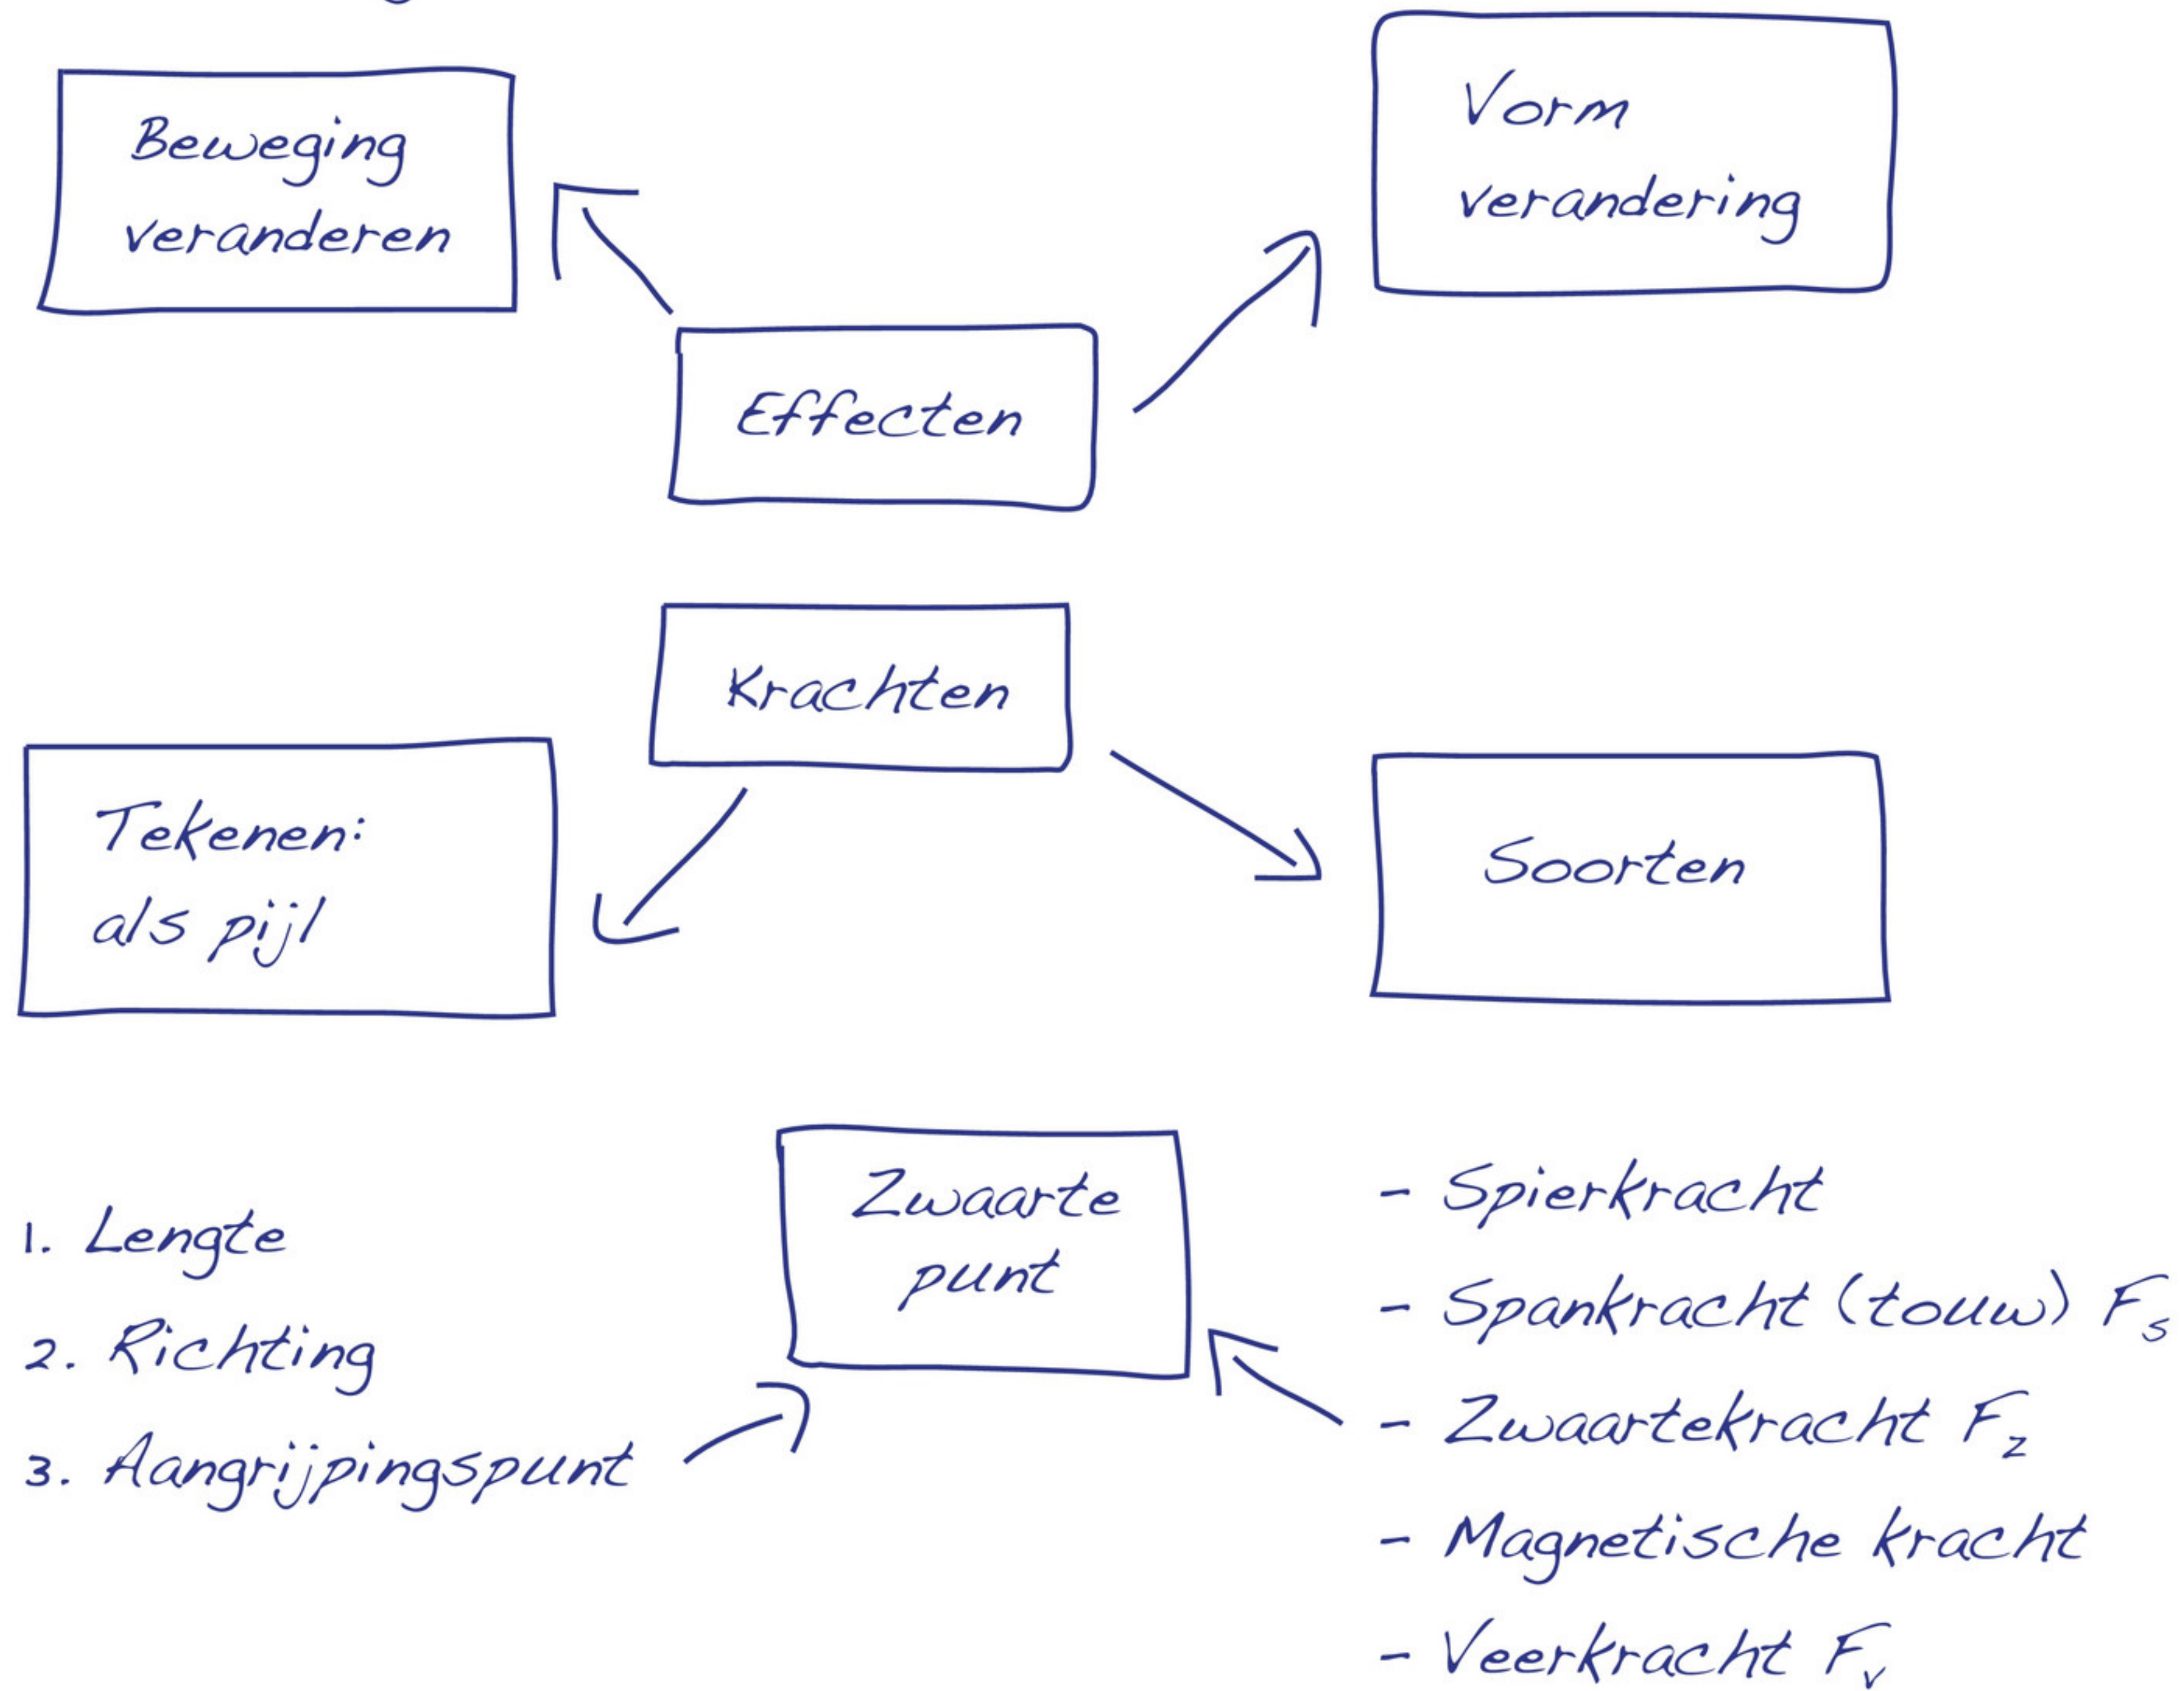 Beweging
veranderen
Vorm
verandering
Effecten
Krachten
Tekenen:
als pijl
Soorten
Zwaarte
punt
1. Lengte
2. Richting
3. Aangrijpingspunt
- Spierkracht
- Spankracht (touw) Fs
- Zwaartekracht Fz
- Magnetische kracht
- Veerkracht Fv